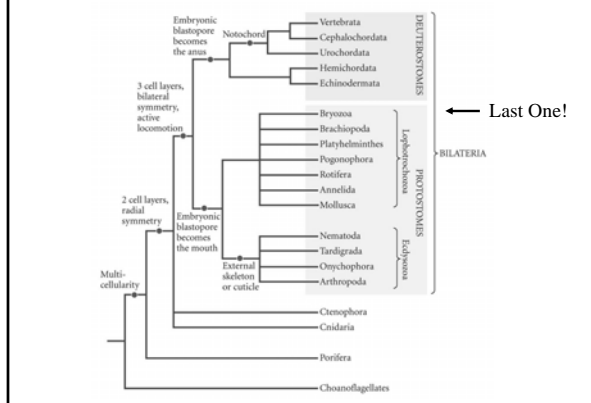 Embryonic
blastopore
becomes
the anus
Notochord
Vertebrata
Cephalochordata
Urochordata
Hemichordata
Echinodermata
DEUTEROSTOMES
3 cell layers,
bilateral
symmetry,
active
locomotion
Last One!
Bryozoa
Brachiopoda
Platyhelminthes
Pogonophora
Rotifera
Annelida
Mollusca
Lophotrochozoa
PROTOSTOMES
BILATERIA
2 cell layers,
radial
symmetry
Embryonic
blastopore
becomes
the mouth
External
skeleton
or cuticle
Nematoda
Tardigrada
Onychophora
Arthropoda
Ecdysozoa
Multi-
cellularity
Ctenophora
Cnidaria
Porifera
Choanoflagellates